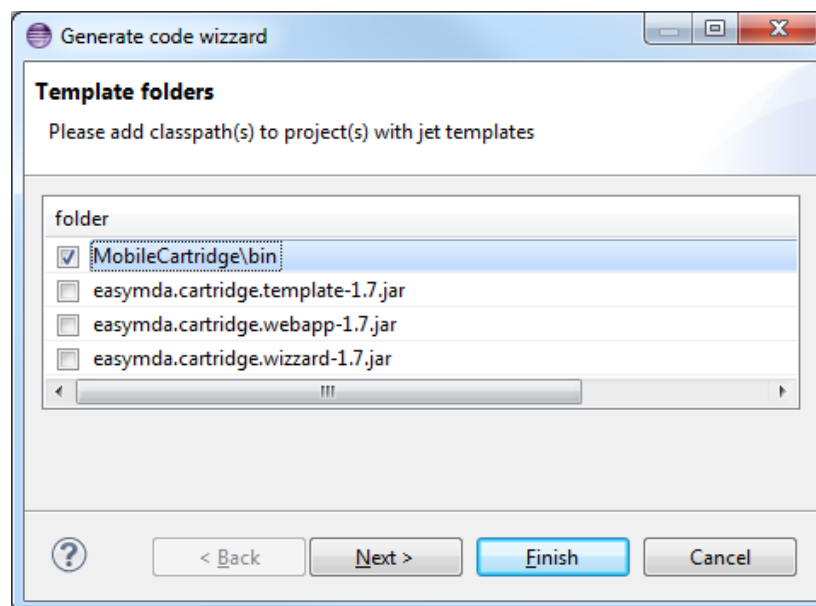 Generate code wizzard
Template folders
Please add classpath(s) to project(s) with jet templates
folder
MobileCartridge\bin
easymda.cartridge.template-1.7.jar
easymda.cartridge.webapp-1.7.jar
easymda.cartridge.wizzard-1.7.jar
< Back Next > Finish Cancel